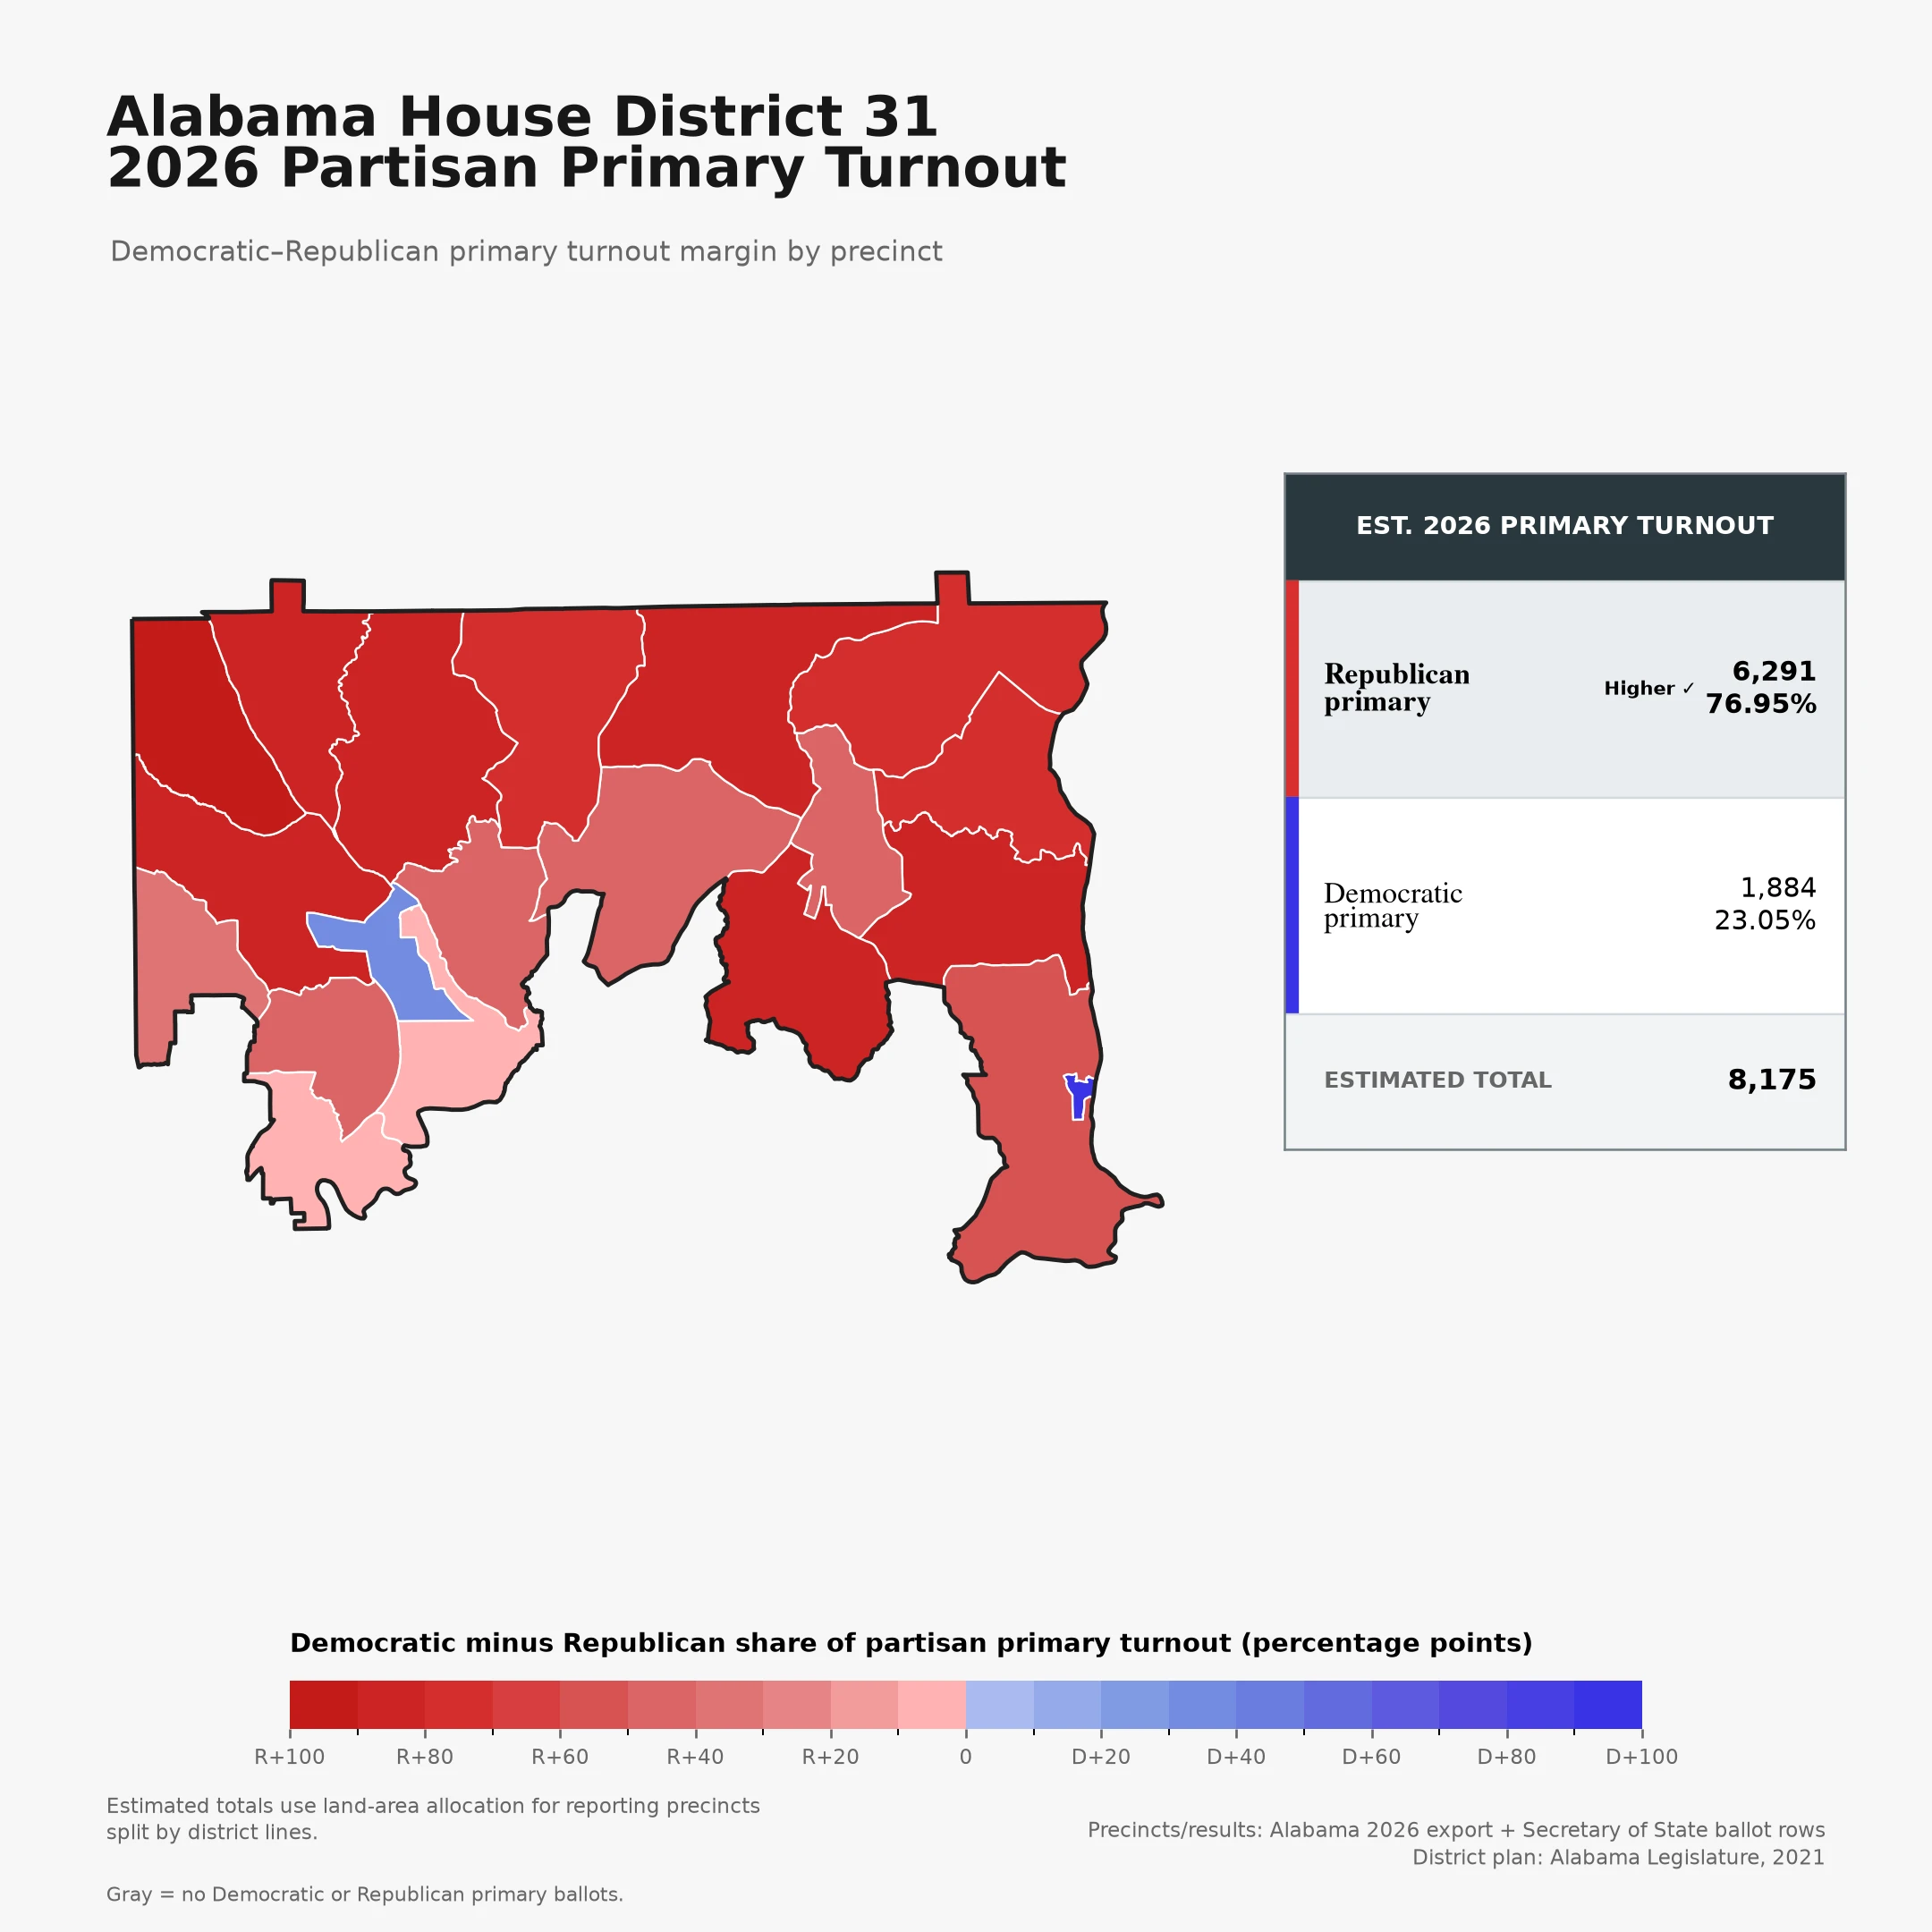 Alabama House District 31
2026 Partisan Primary Turnout
Democratic–Republican primary turnout margin by precinct
EST. 2026 PRIMARY TURNOUT
Republican
primary
Higher ✓
6,291
76.95%
Democratic
primary
1,884
23.05%
ESTIMATED TOTAL
8,175
Democratic minus Republican share of partisan primary turnout (percentage points)
R+100 R+80 R+60 R+40 R+20 0 D+20 D+40 D+60 D+80 D+100
Estimated totals use land-area allocation for reporting precincts
split by district lines.
Precincts/results: Alabama 2026 export + Secretary of State ballot rows
District plan: Alabama Legislature, 2021
Gray = no Democratic or Republican primary ballots.